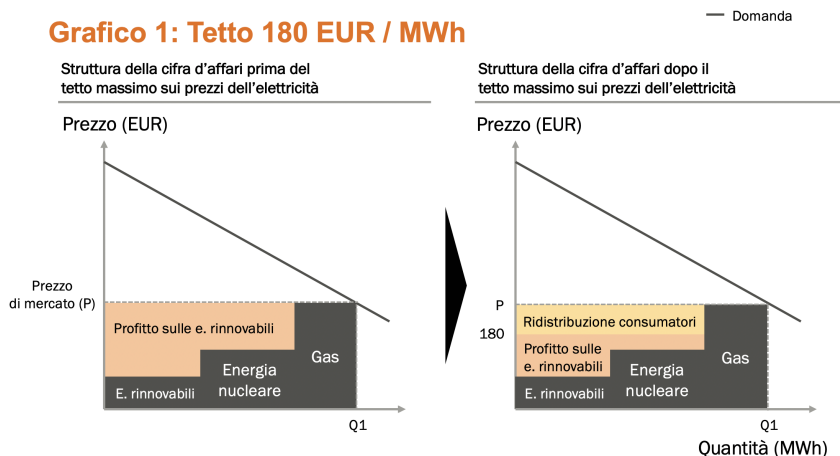 Domanda
Grafico 1: Tetto 180 EUR / MWh
Struttura della cifra d'affari prima del
tetto massimo sui prezzi dell'elettricità
Prezzo (EUR)
Prezzo
di mercato (P)
Profitto sulle e. rinnovabili
E. rinnovabili
Energia
nucleare
Gas
Q1
Struttura della cifra d'affari dopo il
tetto massimo sui prezzi dell'elettricità
Prezzo (EUR)
P
180
Ridistribuzione consumatori
Profitto sulle
e. rinnovabili
E. rinnovabili
Energia
nucleare
Gas
Q1
Quantità (MWh)